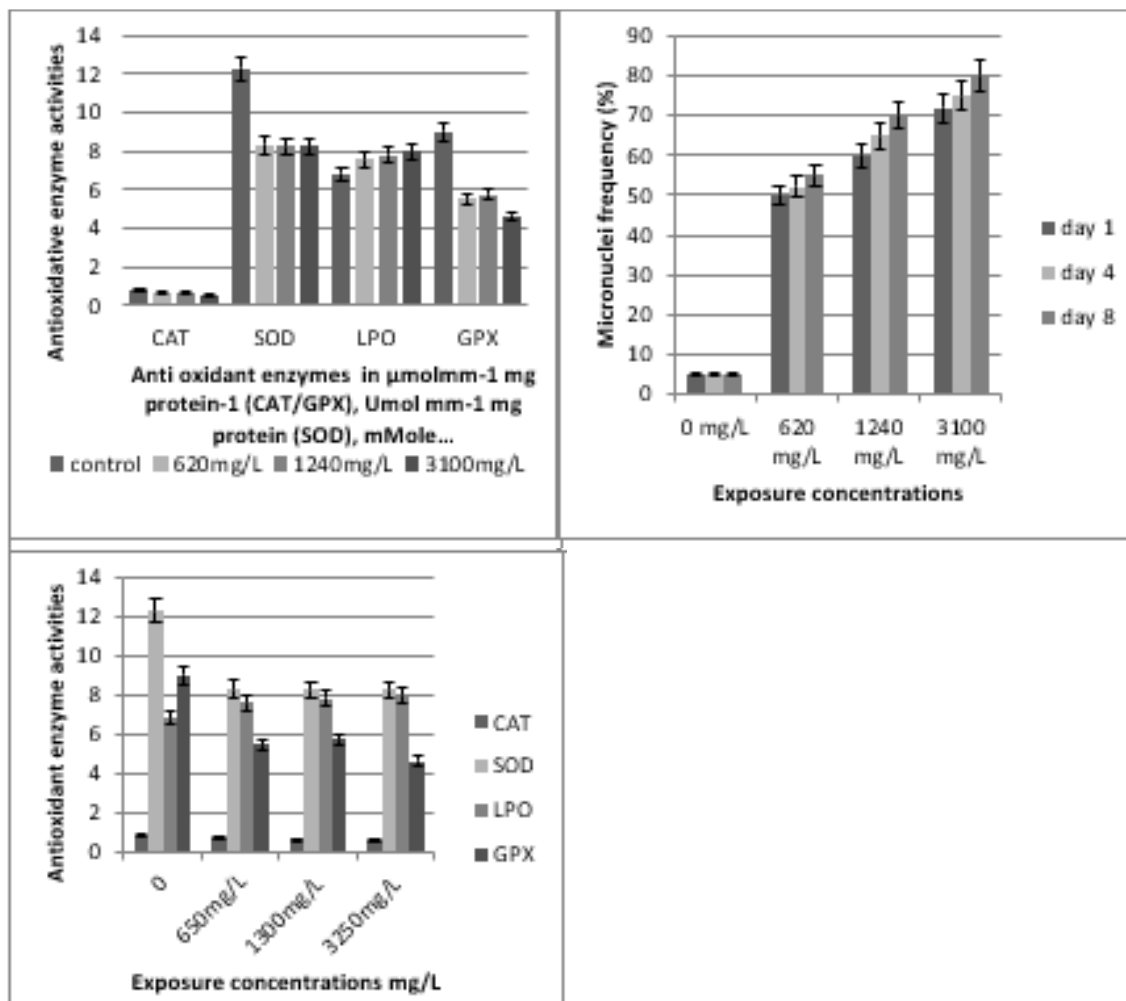 Antioxidative enzyme activities
14
12
10
8
6
4
2
0
CAT SOD LPO GPX
Anti oxidant enzymes in µmolmm-1 mg
protein-1 (CAT/GPX), Umol mm-1 mg
protein (SOD), mMole...
control 620mg/L 1240mg/L 3100mg/L
Micronuclei frequency (%)
90
80
70
60
50
40
30
20
10
0
0 mg/L 620 1240 3100
mg/L mg/L mg/L
Exposure concentrations
day 1
day 4
day 8
Antioxidant enzyme activities
14
12
10
8
6
4
2
0
0 650mg/L 1300mg/L 3250mg/L
Exposure concentrations mg/L
CAT
SOD
LPO
GPX